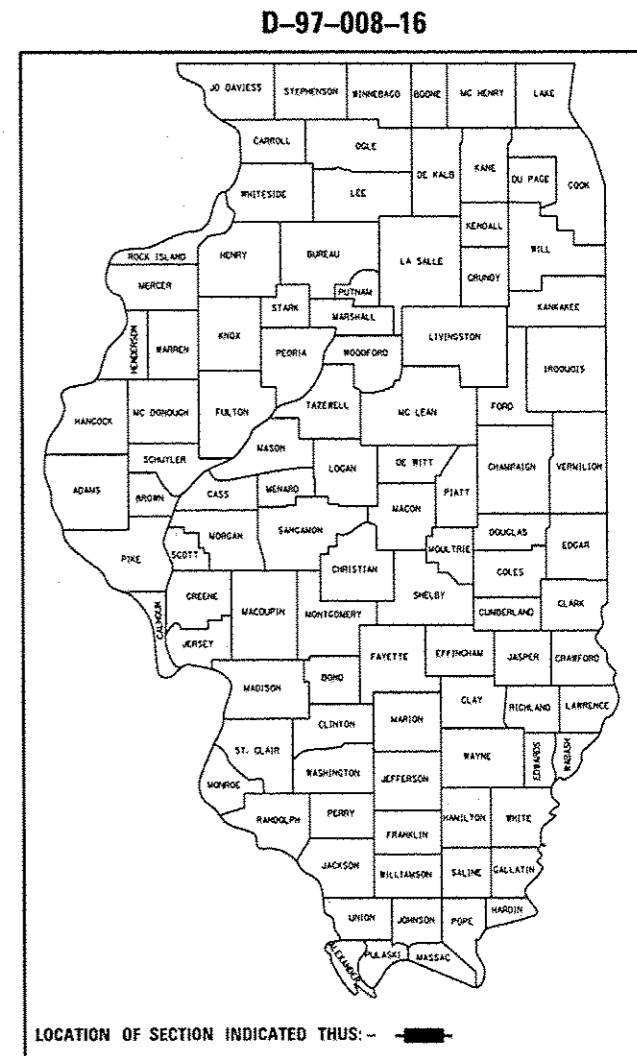 D-97-008-16
JO DAVIESS STEPHENSON WINNEBAGO BOONE MC HENRY LAKE
CARROLL OGLE DE KALB KANE DU PAGE COOK
WHITESIDE LEE KENDALL WILL
ROCK ISLAND HENRY BUREAU LA SALLE GRUNDY
MERCER STARK PUTNAM MARSHALL KANKAKEE
HENDERSON WARREN KNOX PEORIA WOODFORD LIVINGSTON IROQUOIS
HANCOCK MC DONOUGH FULTON TAZEWELL MC LEAN FORD
SCHUYLER MASON LOGAN DE WITT CHAMPAIGN VERMILION
ADAMS BROWN CASS MENARD MACON PIATT
PIKE SCOTT MORGAN SANGAMON CHRISTIAN MOULTRIE DOUGLAS EDGAR
COLES
CALHOUN GREENE MACOUPIN MONTGOMERY SHELBY CUMBERLAND CLARK
JERSEY FAYETTE EFFINGHAM JASPER CRAWFORD
MADISON BOND CLAY RICHLAND LAWRENCE
CLINTON MARION
ST. CLAIR WAYNE EDWARDS WABASH
MONROE WASHINGTON JEFFERSON
RANDOLPH PERRY HAMILTON WHITE
FRANKLIN
JACKSON WILLIAMSON SALINE GALLATIN
UNION JOHNSON POPE HARDIN
ALEXANDER PULASKI MASSAC
LOCATION OF SECTION INDICATED THUS: -